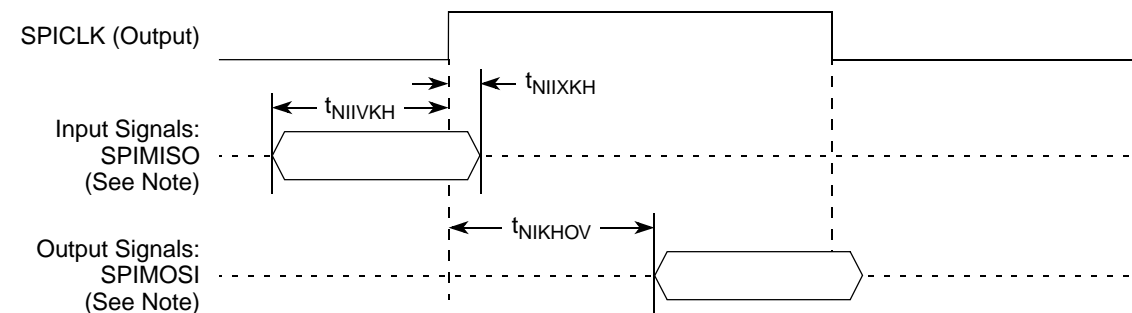 SPICLK (Output)
tNIIXKH
tNIIVKH
Input Signals:
SPIMISO
(See Note)
tNIKHOV
Output Signals:
SPIMOSI
(See Note)